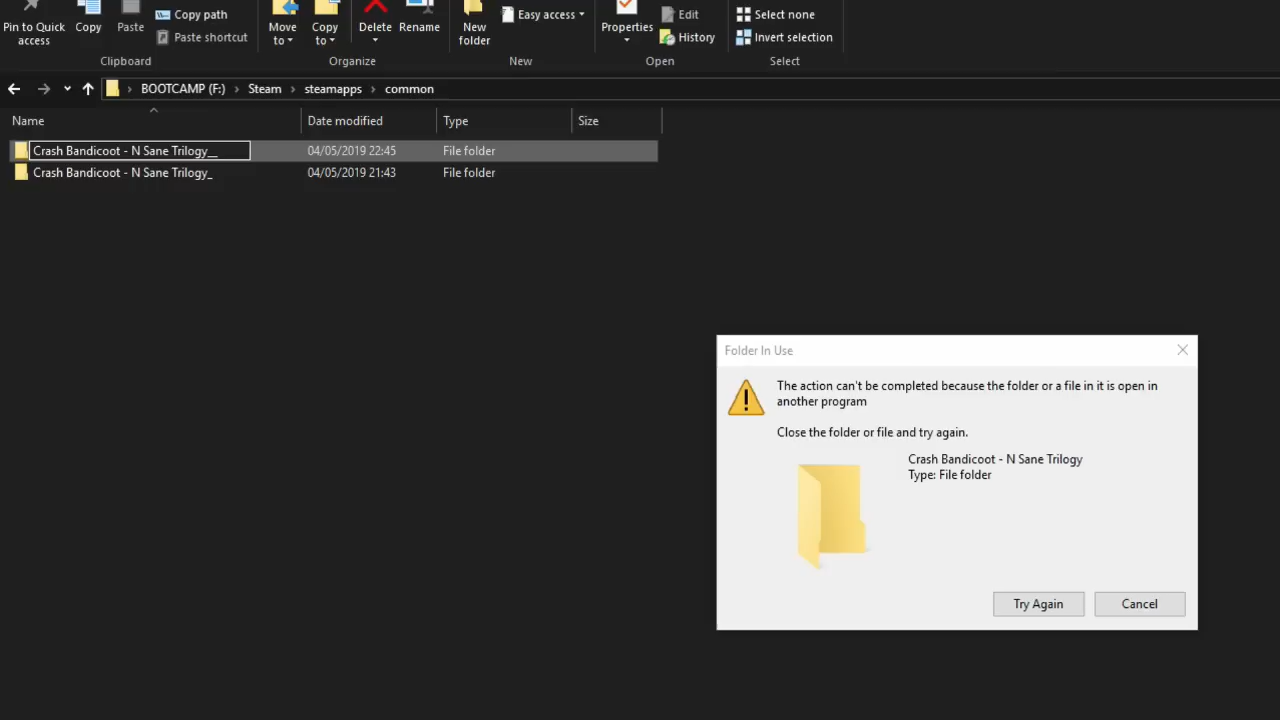 Pin to Quick access
Copy
Paste
Copy path
Paste shortcut
Move to
Copy to
Delete
Rename
New folder
Easy access
Properties
Edit
History
Select none
Invert selection
Clipboard
Organize
New
Open
Select
BOOTCAMP (F:) › Steam › steamapps › common
Name Date modified Type Size
Crash Bandicoot - N Sane Trilogy__ 04/05/2019 22:45 File folder
Crash Bandicoot - N Sane Trilogy_ 04/05/2019 21:43 File folder
Folder In Use
The action can't be completed because the folder or a file in it is open in
another program
Close the folder or file and try again.
Crash Bandicoot - N Sane Trilogy
Type: File folder
Try Again
Cancel